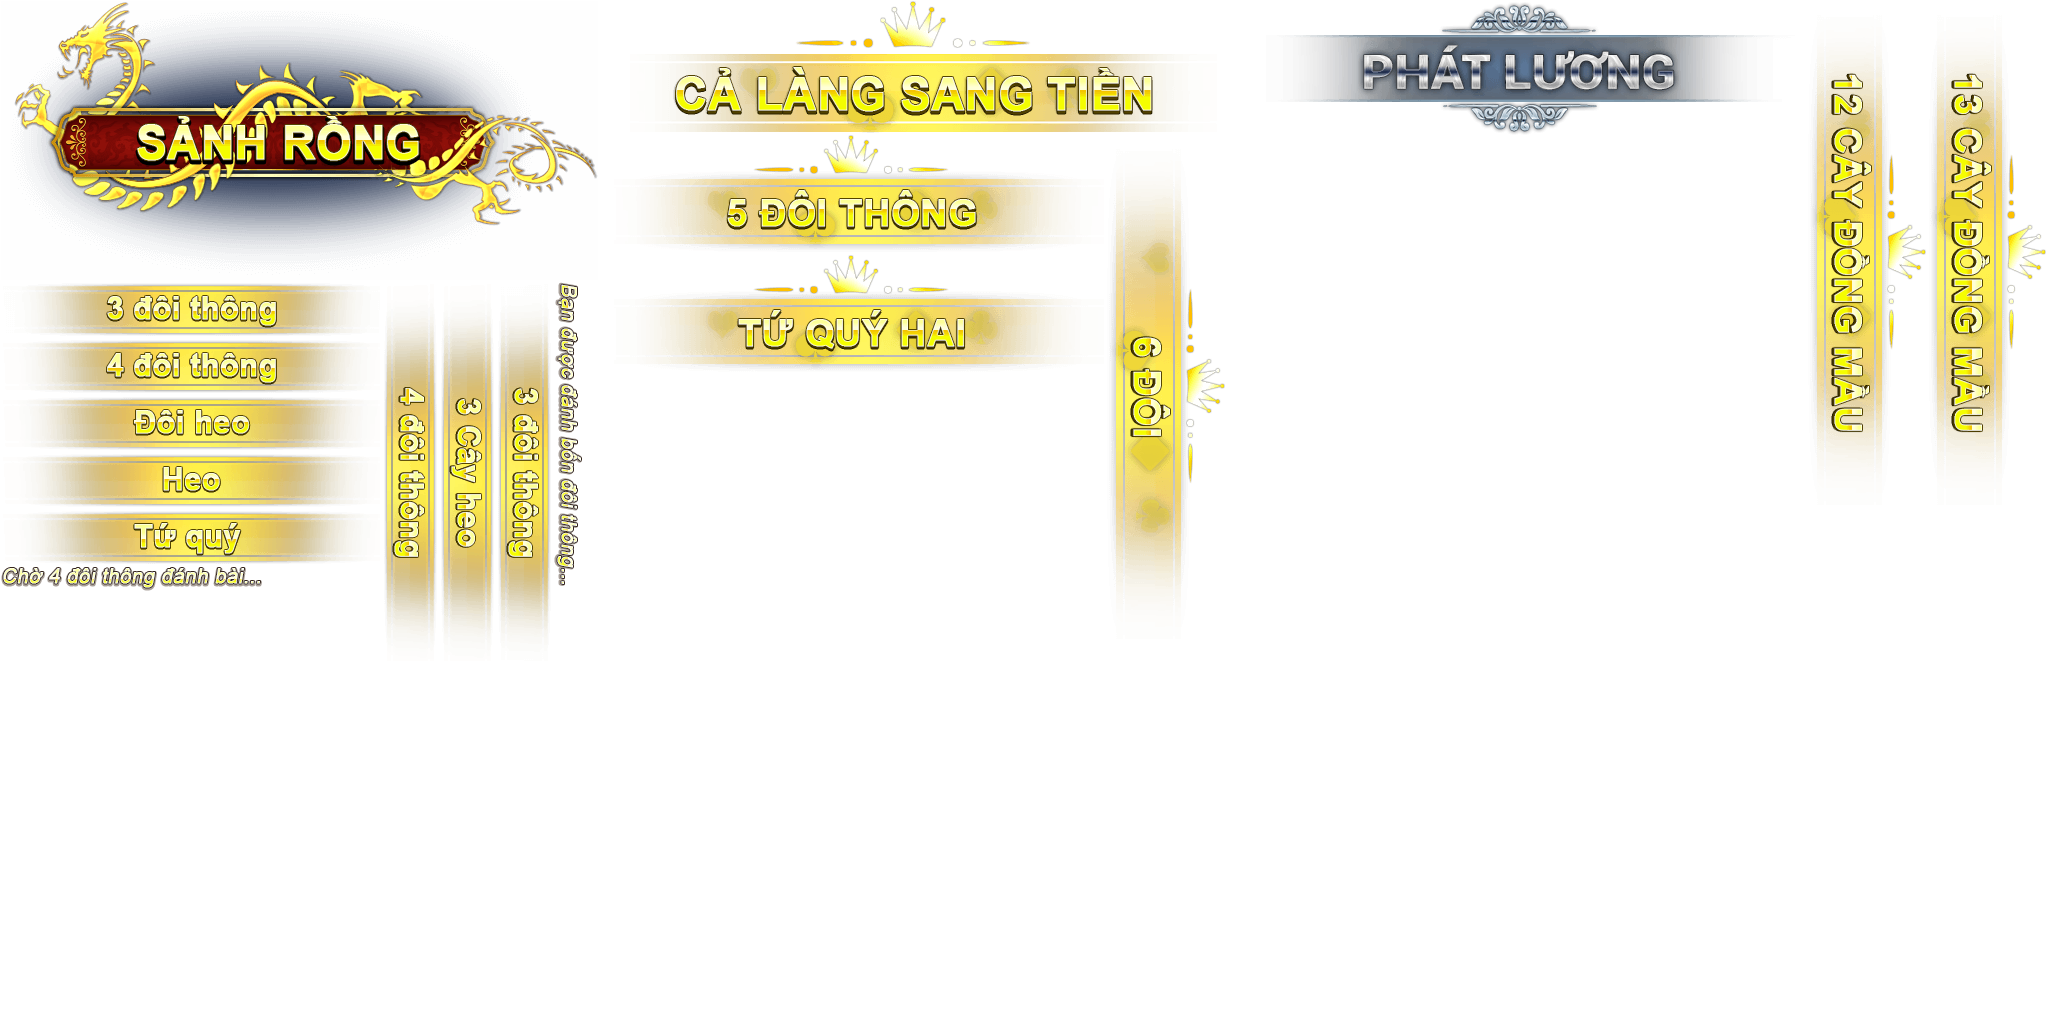 SẢNH RỒNG
3 đôi thông
4 đôi thông
Đôi heo
Heo
Tứ quý
Chờ 4 đôi thông đánh bài...
4 đôi thông
3 Cây heo
3 đôi thông
Bạn được đánh bốn đôi thông...
CẢ LÀNG SANG TIỀN
5 ĐÔI THÔNG
TỨ QUÝ HAI
6 ĐÔI
PHÁT LƯƠNG
12 CÂY ĐỒNG MÀU
13 CÂY ĐỒNG MÀU